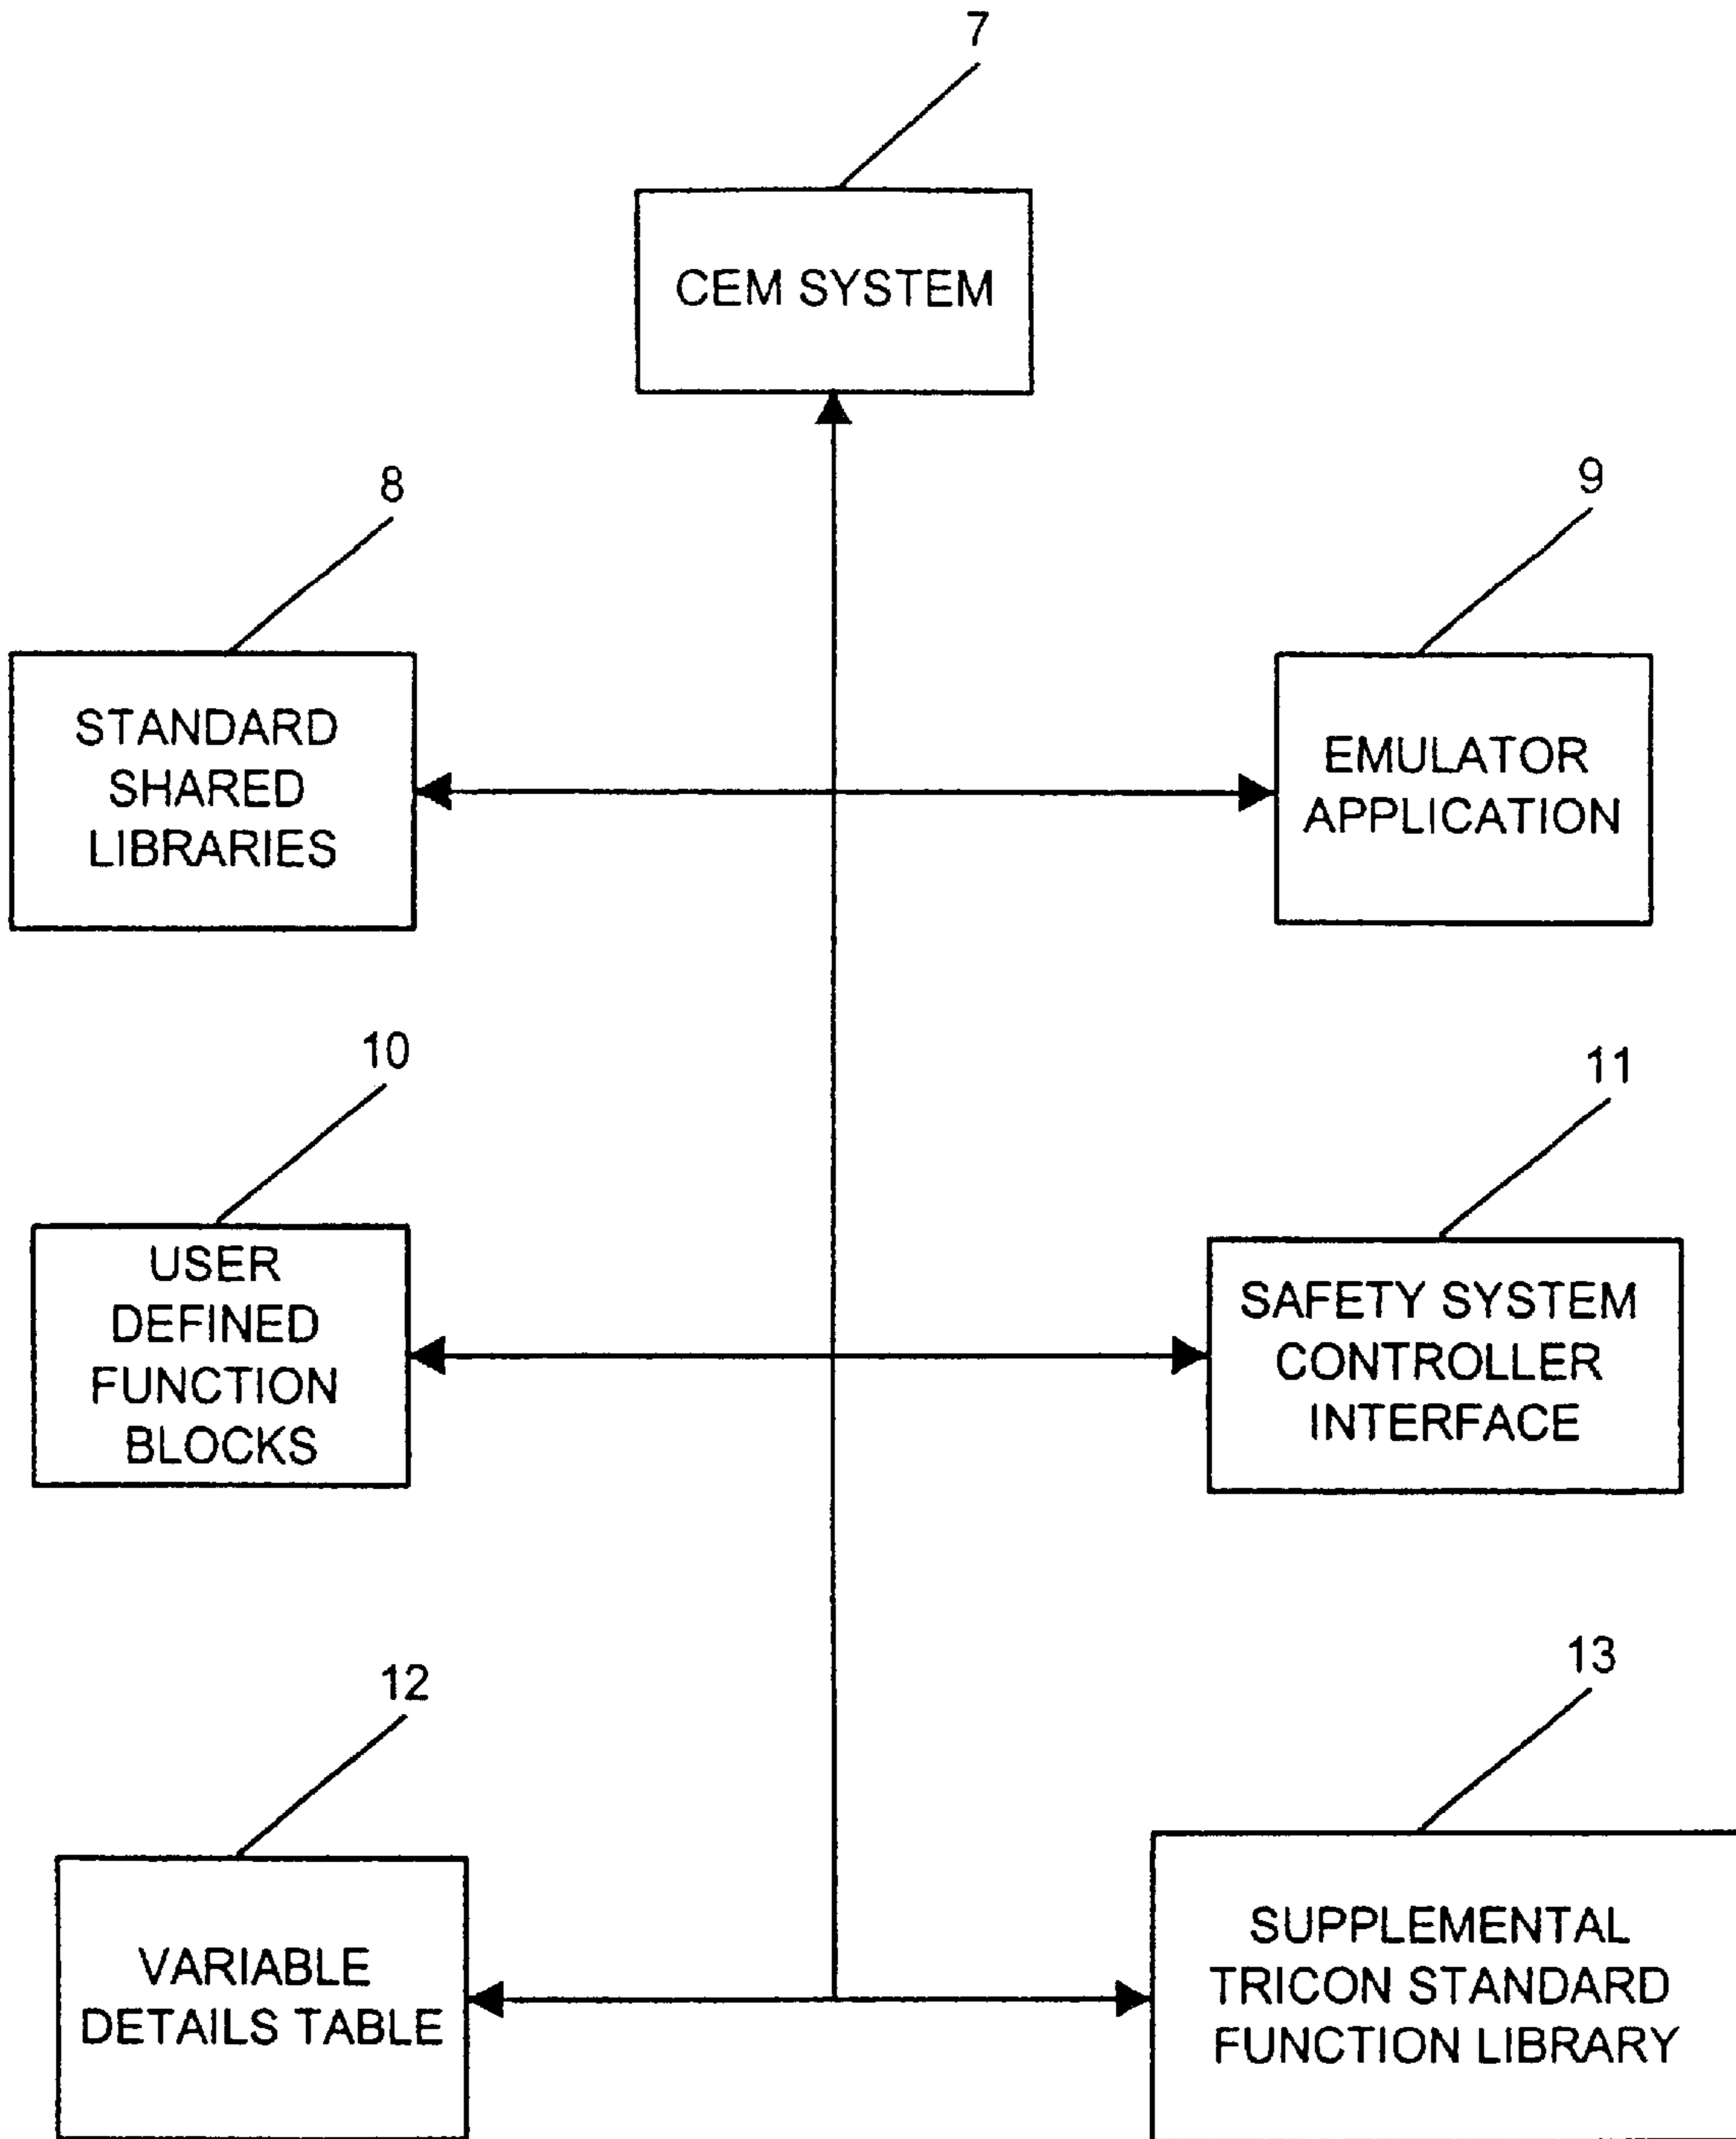 7
CEM SYSTEM
8
STANDARD
SHARED
LIBRARIES
9
EMULATOR
APPLICATION
10
USER
DEFINED
FUNCTION
BLOCKS
11
SAFETY SYSTEM
CONTROLLER
INTERFACE
12
VARIABLE
DETAILS TABLE
13
SUPPLEMENTAL
TRICON STANDARD
FUNCTION LIBRARY